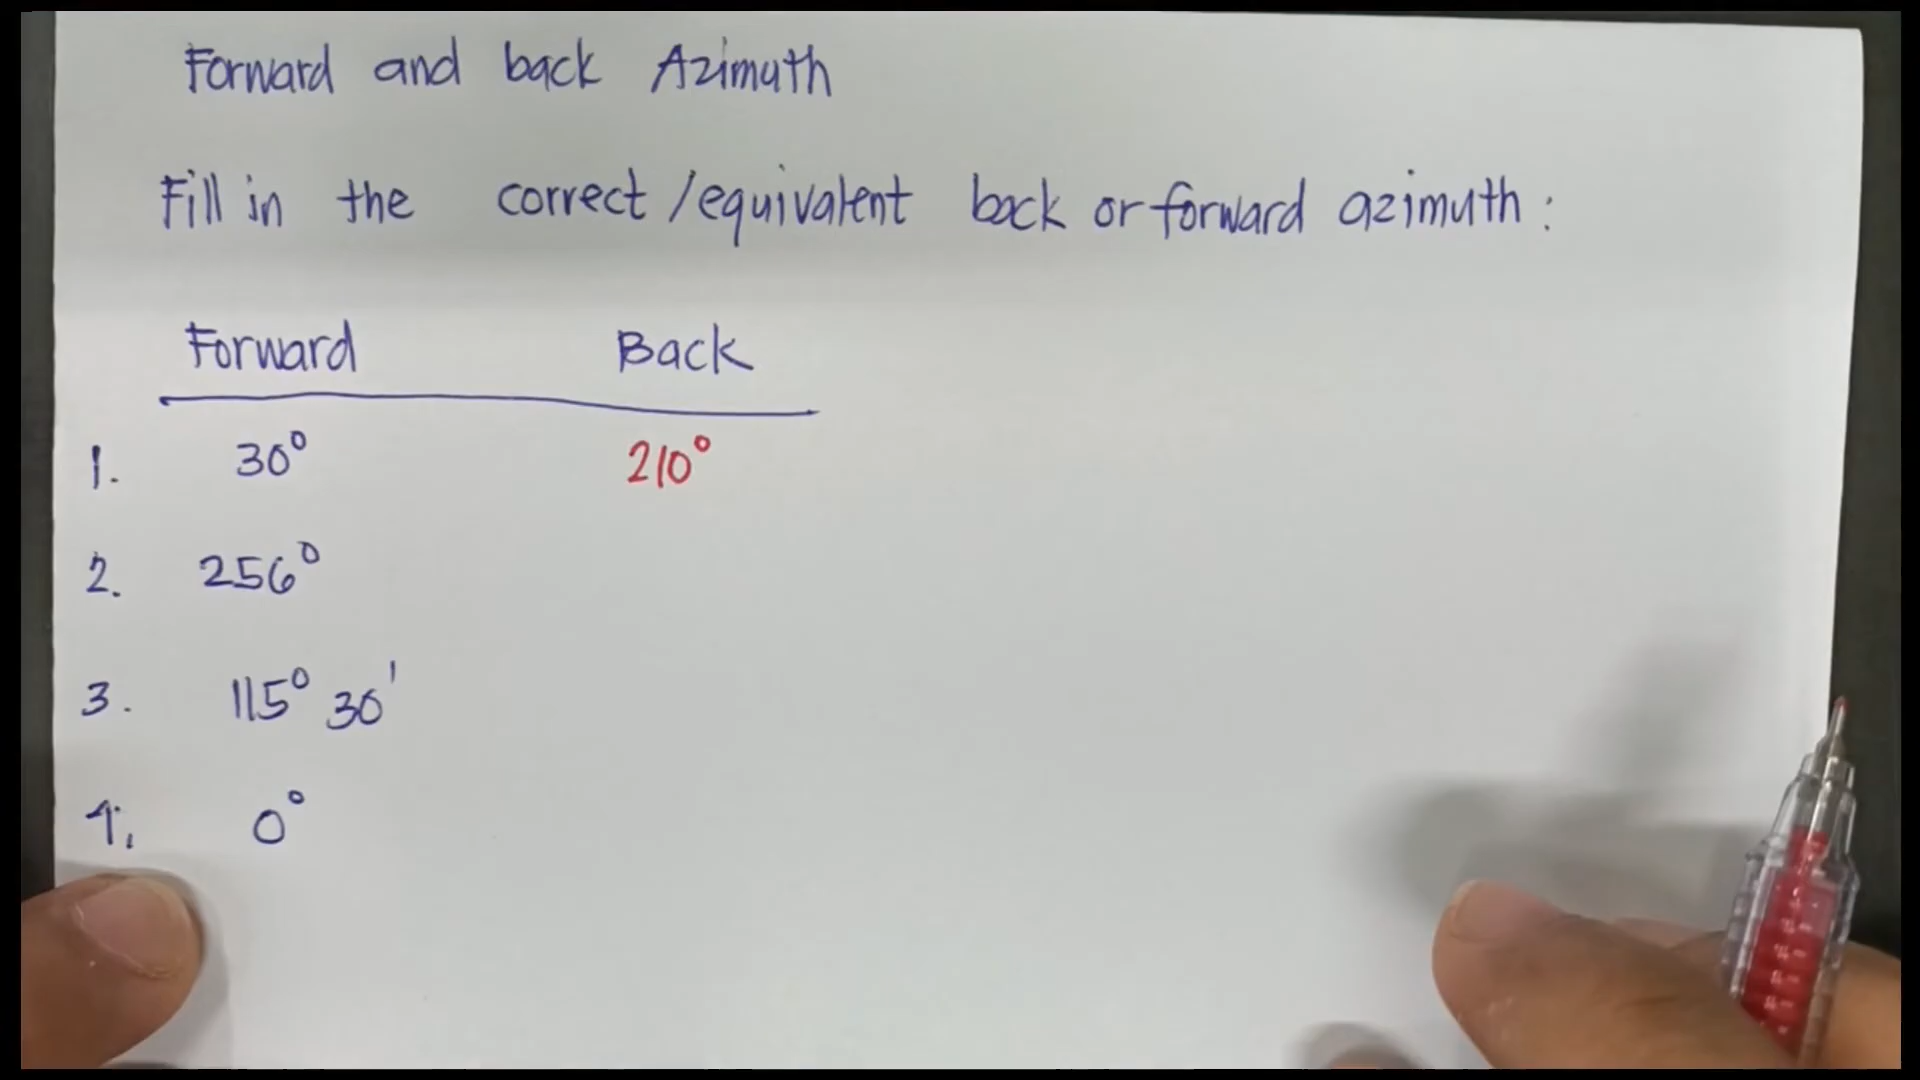 Forward and back Azimuth
Fill in the correct/equivalent back or forward azimuth:
Forward Back
1. 30° 210°
2. 256°
3. 115° 30'
4. 0°